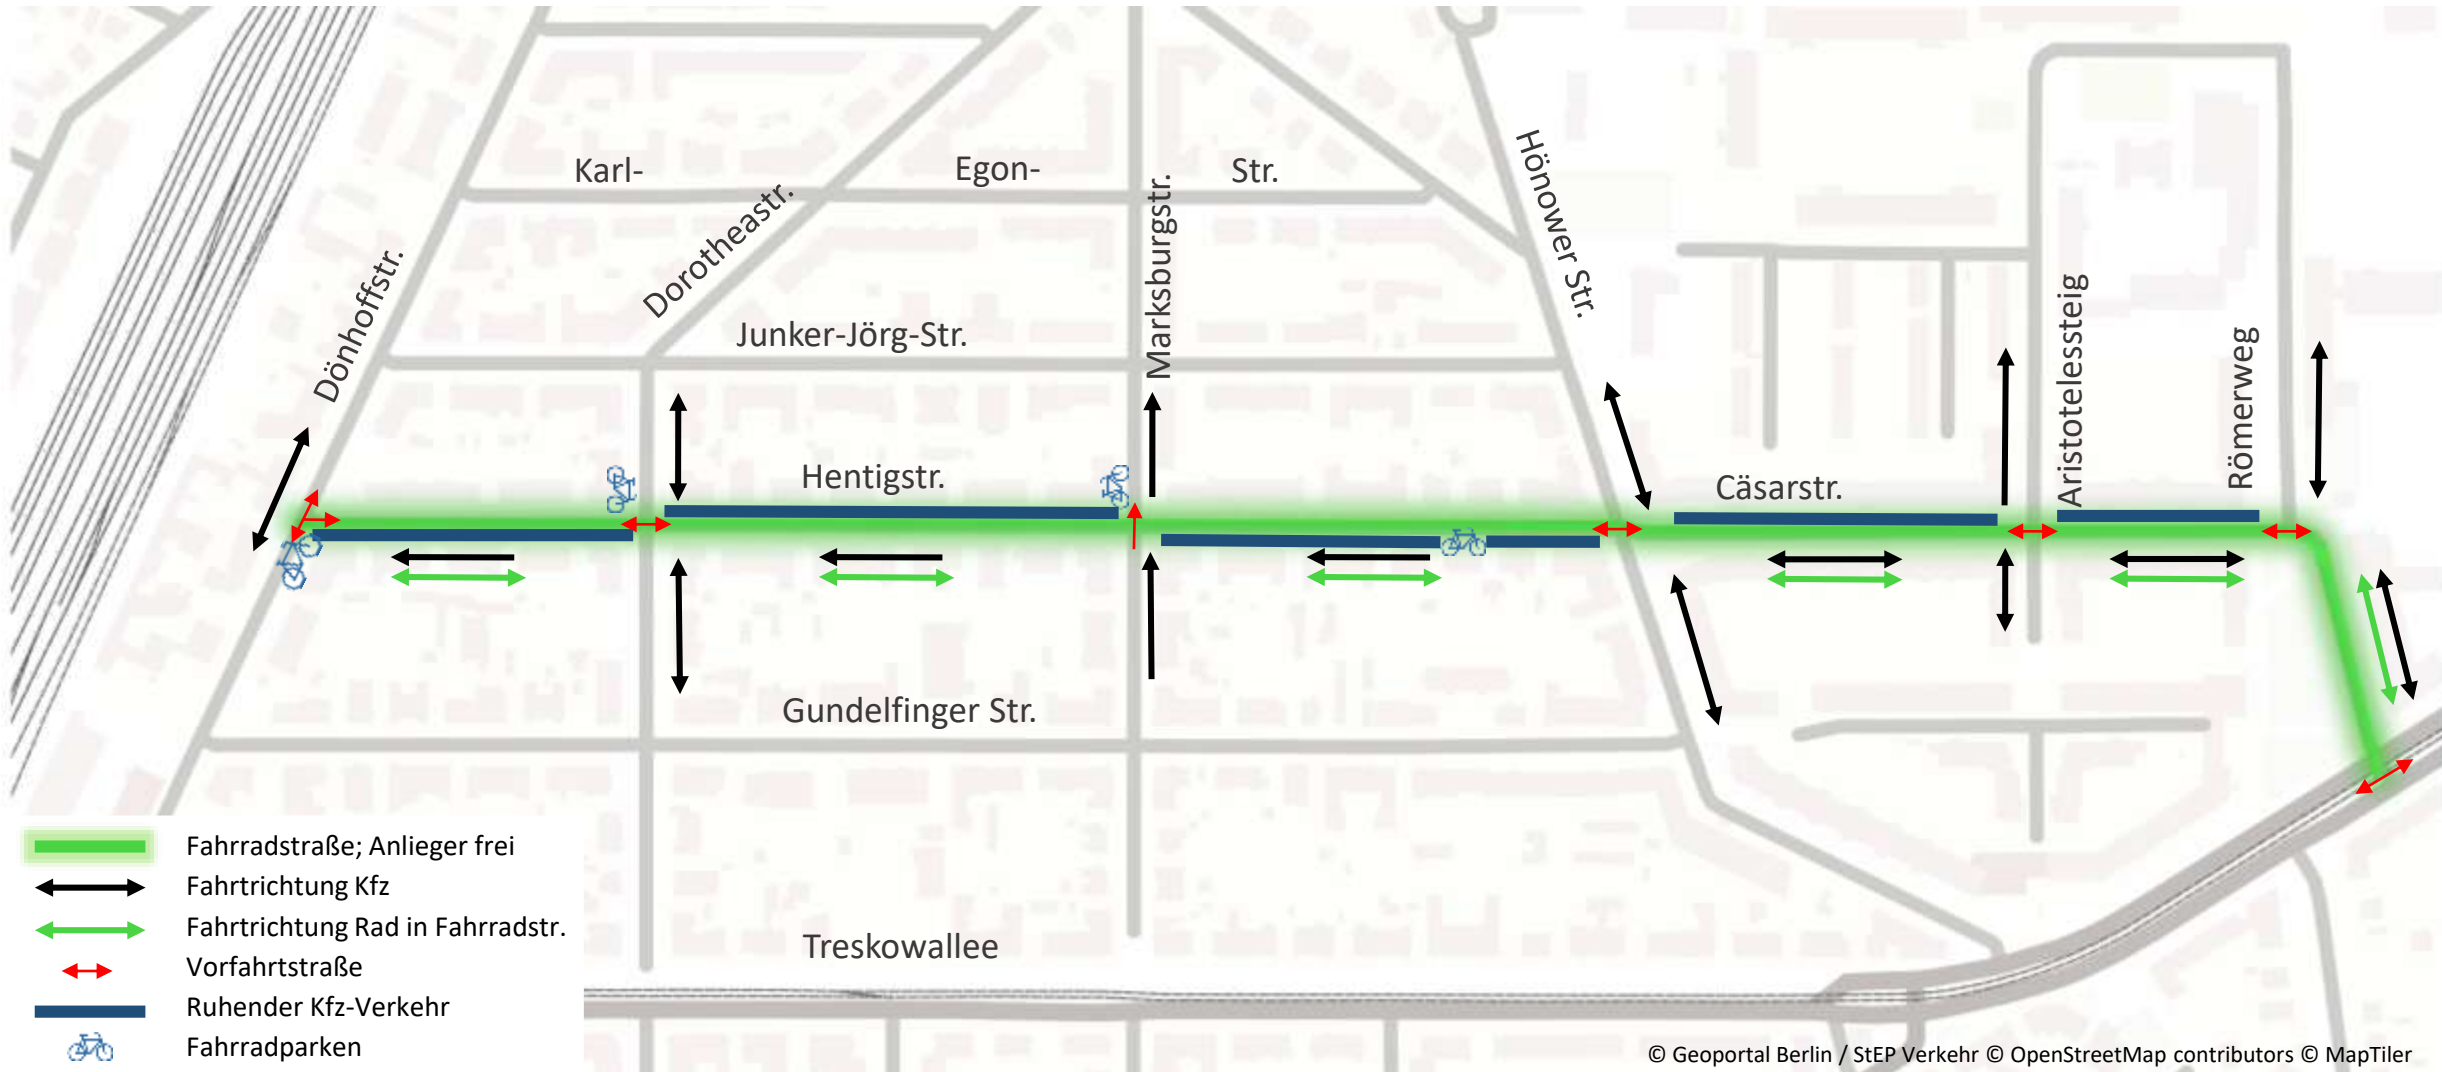 Karl-
Egon-
Str.
Dorotheastr.
Marksburgstr.
Hönower Str.
Dönhoffstr.
Junker-Jörg-Str.
Aristotelessteig
Römerweg
Hentigstr.
Cäsarstr.
Gundelfinger Str.
Treskowallee
Fahrradstraße; Anlieger frei
Fahrtrichtung Kfz
Fahrtrichtung Rad in Fahrradstr.
Vorfahrtstraße
Ruhender Kfz-Verkehr
Fahrradparken
© Geoportal Berlin / StEP Verkehr © OpenStreetMap contributors © MapTiler